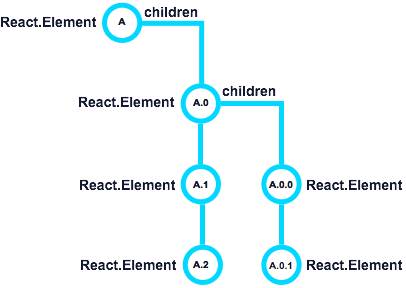 children
React.Element A
children
React.Element A.0
React.Element A.1 A.0.0 React.Element
React.Element A.2 A.0.1 React.Element